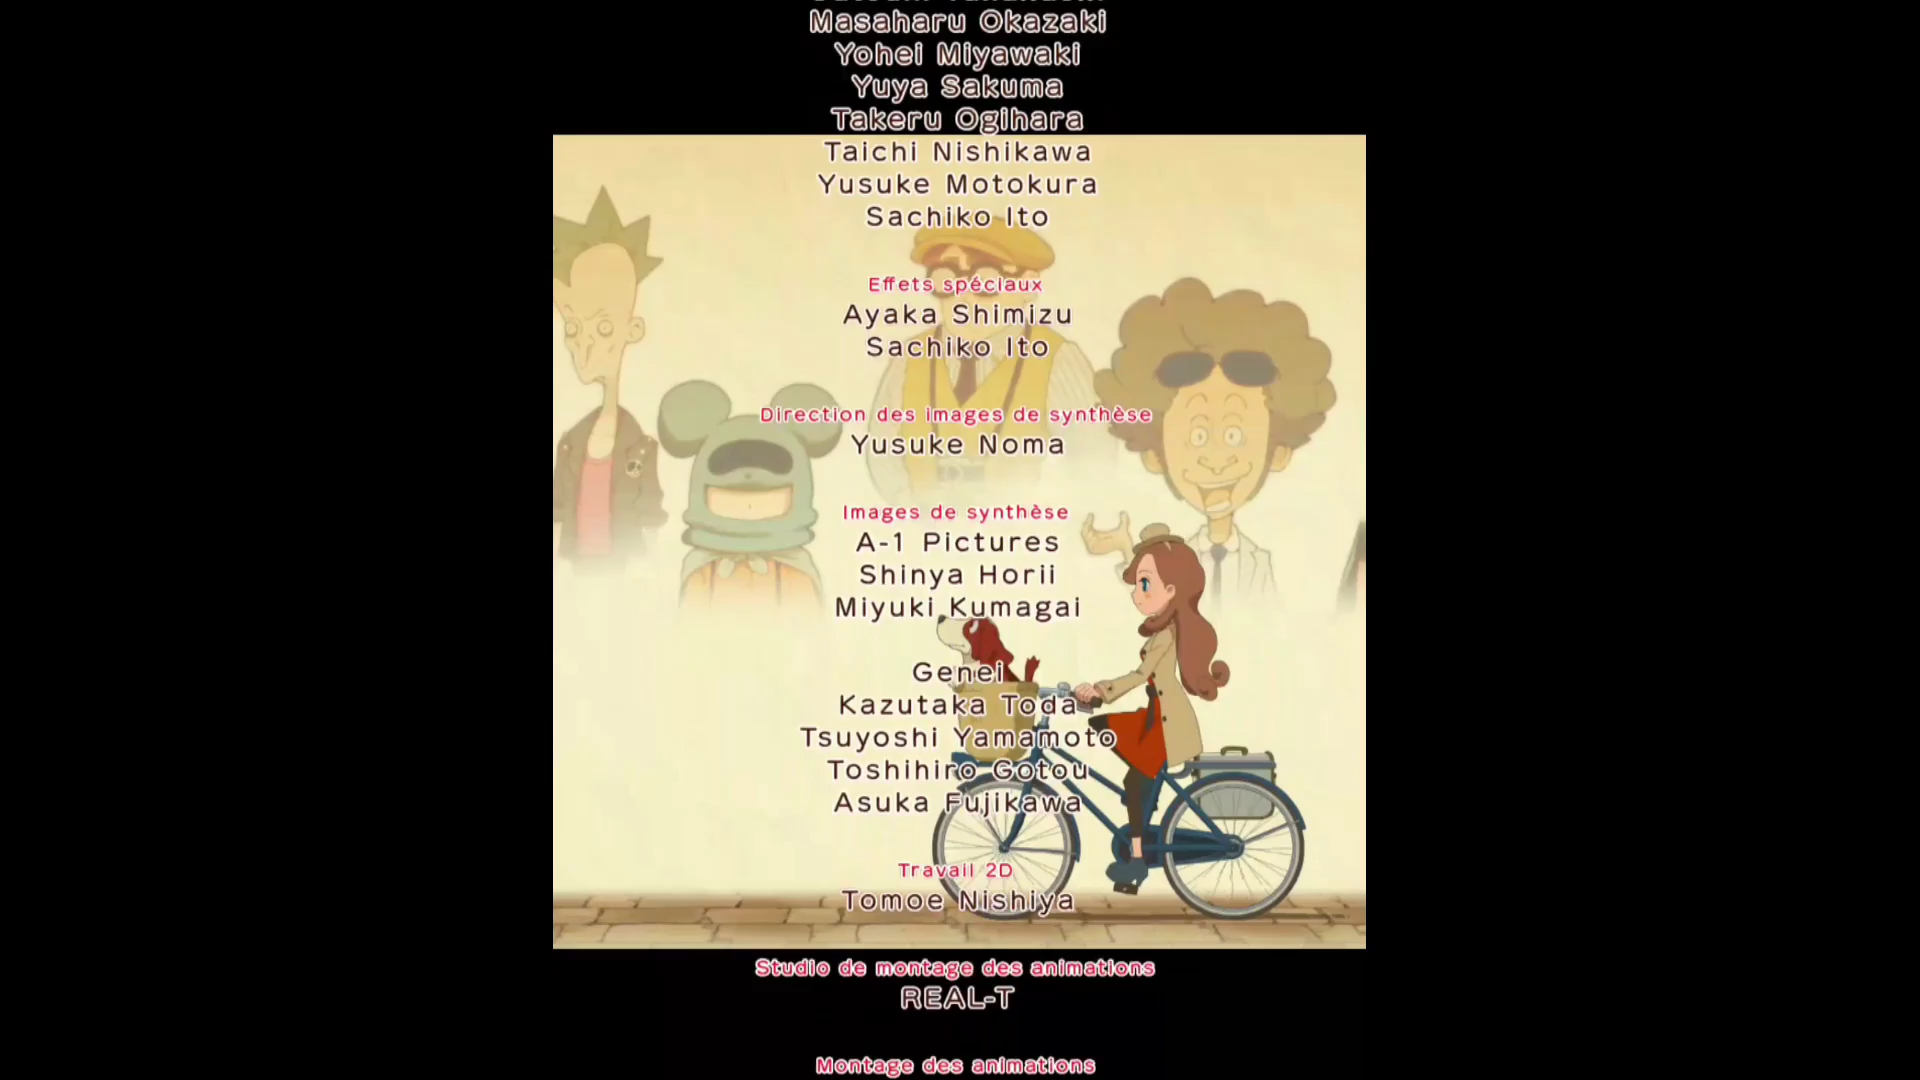 Masaharu Okazaki
Yohei Miyawaki
Yuya Sakuma
Takeru Ogihara
Taichi Nishikawa
Yusuke Motokura
Sachiko Ito
Effets spéciaux
Ayaka Shimizu
Sachiko Ito
Direction des images de synthèse
Yusuke Noma
Images de synthèse
A-1 Pictures
Shinya Horii
Miyuki Kumagai
Genei
Kazutaka Toda
Tsuyoshi Yamamoto
Toshihiro Gotou
Asuka Fujikawa
Travail 2D
Tomoe Nishiya
Studio de montage des animations
REAL-T
Montage des animations